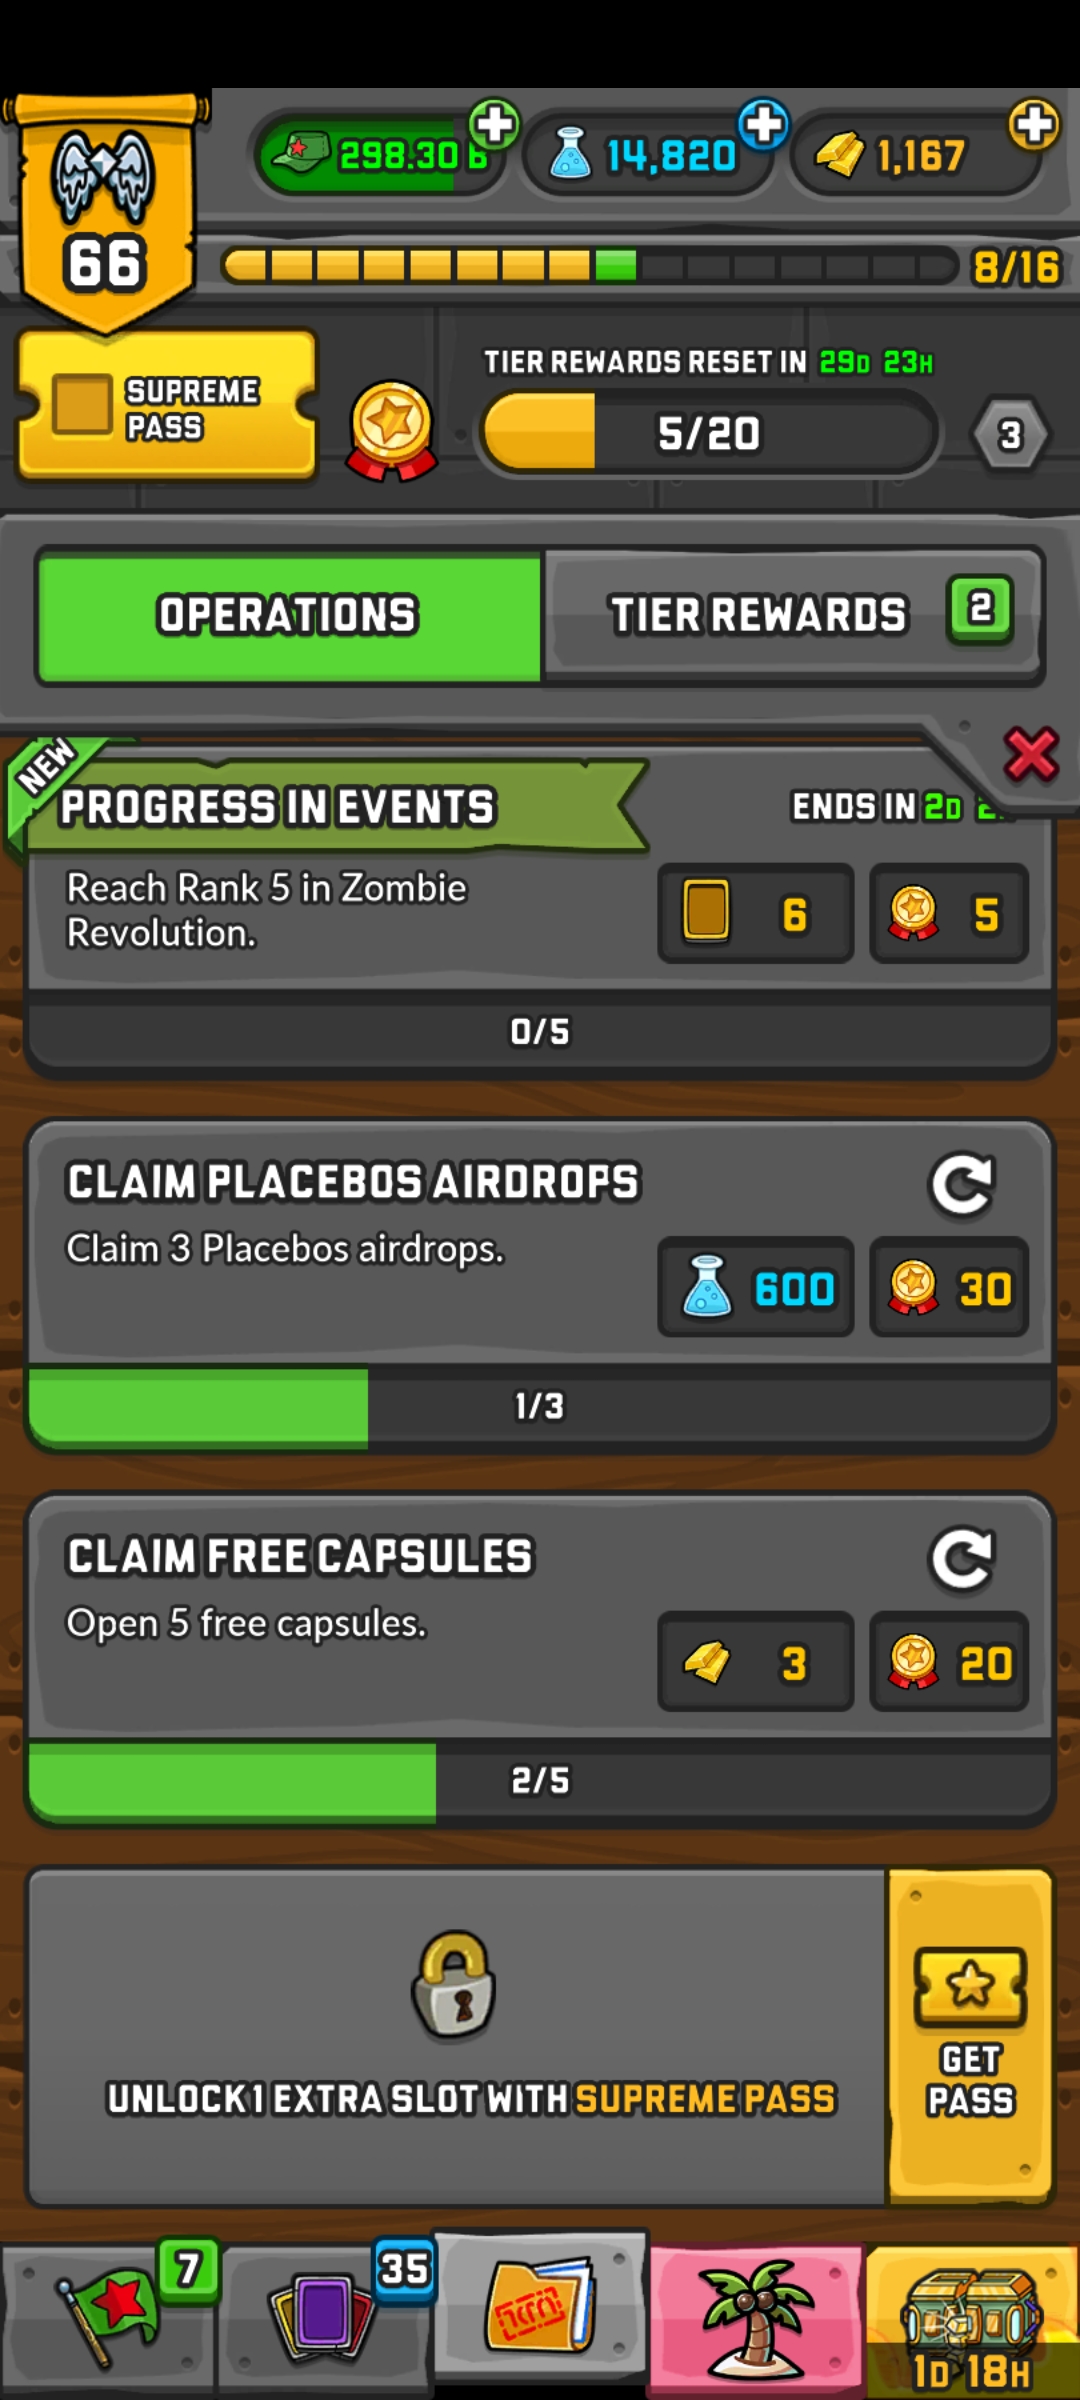 298.30 B
14,820
1,167
66
8/16
SUPREME
PASS
TIER REWARDS RESET IN 29D 23H
5/20
3
OPERATIONS
TIER REWARDS
2
NEW
PROGRESS IN EVENTS
ENDS IN 2D
Reach Rank 5 in Zombie
Revolution.
6
5
0/5
CLAIM PLACEBOS AIRDROPS
Claim 3 Placebos airdrops.
600
30
1/3
CLAIM FREE CAPSULES
Open 5 free capsules.
3
20
2/5
UNLOCK 1 EXTRA SLOT WITH SUPREME PASS
GET
PASS
7
35
1D 18H